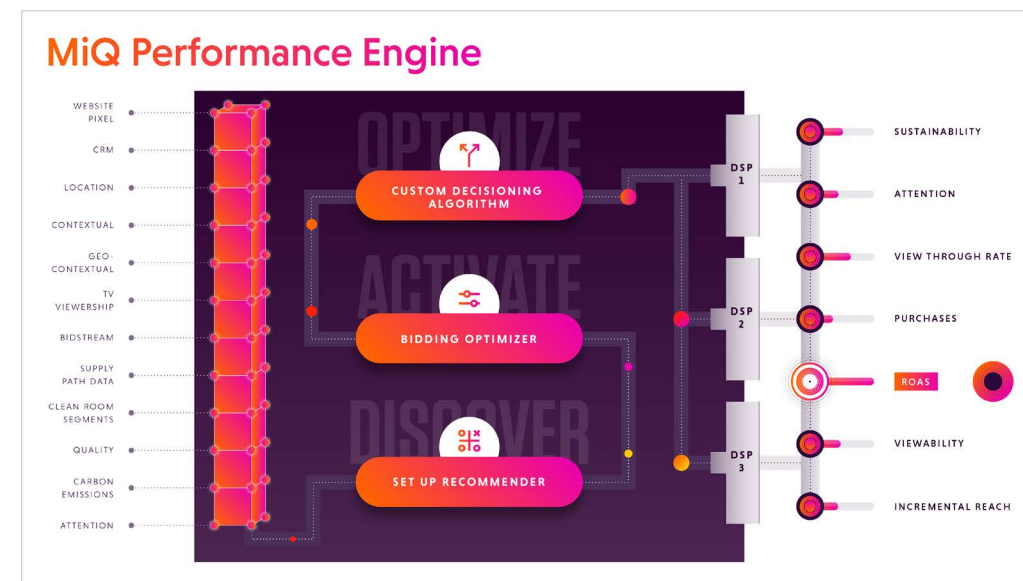 MiQ Performance Engine
WEBSITE
PIXEL
CRM
LOCATION
CONTEXTUAL
GEO-
CONTEXTUAL
TV
VIEWERSHIP
BIDSTREAM
SUPPLY
PATH DATA
CLEAN ROOM
SEGMENTS
QUALITY
CARBON
EMISSIONS
ATTENTION
OPTIMIZE
CUSTOM DECISIONING
ALGORITHM
ACTIVATE
BIDDING OPTIMIZER
DISCOVER
SET UP RECOMMENDER
DSP
1
DSP
2
DSP
3
SUSTAINABILITY
ATTENTION
VIEW THROUGH RATE
PURCHASES
ROAS
VIEWABILITY
INCREMENTAL REACH